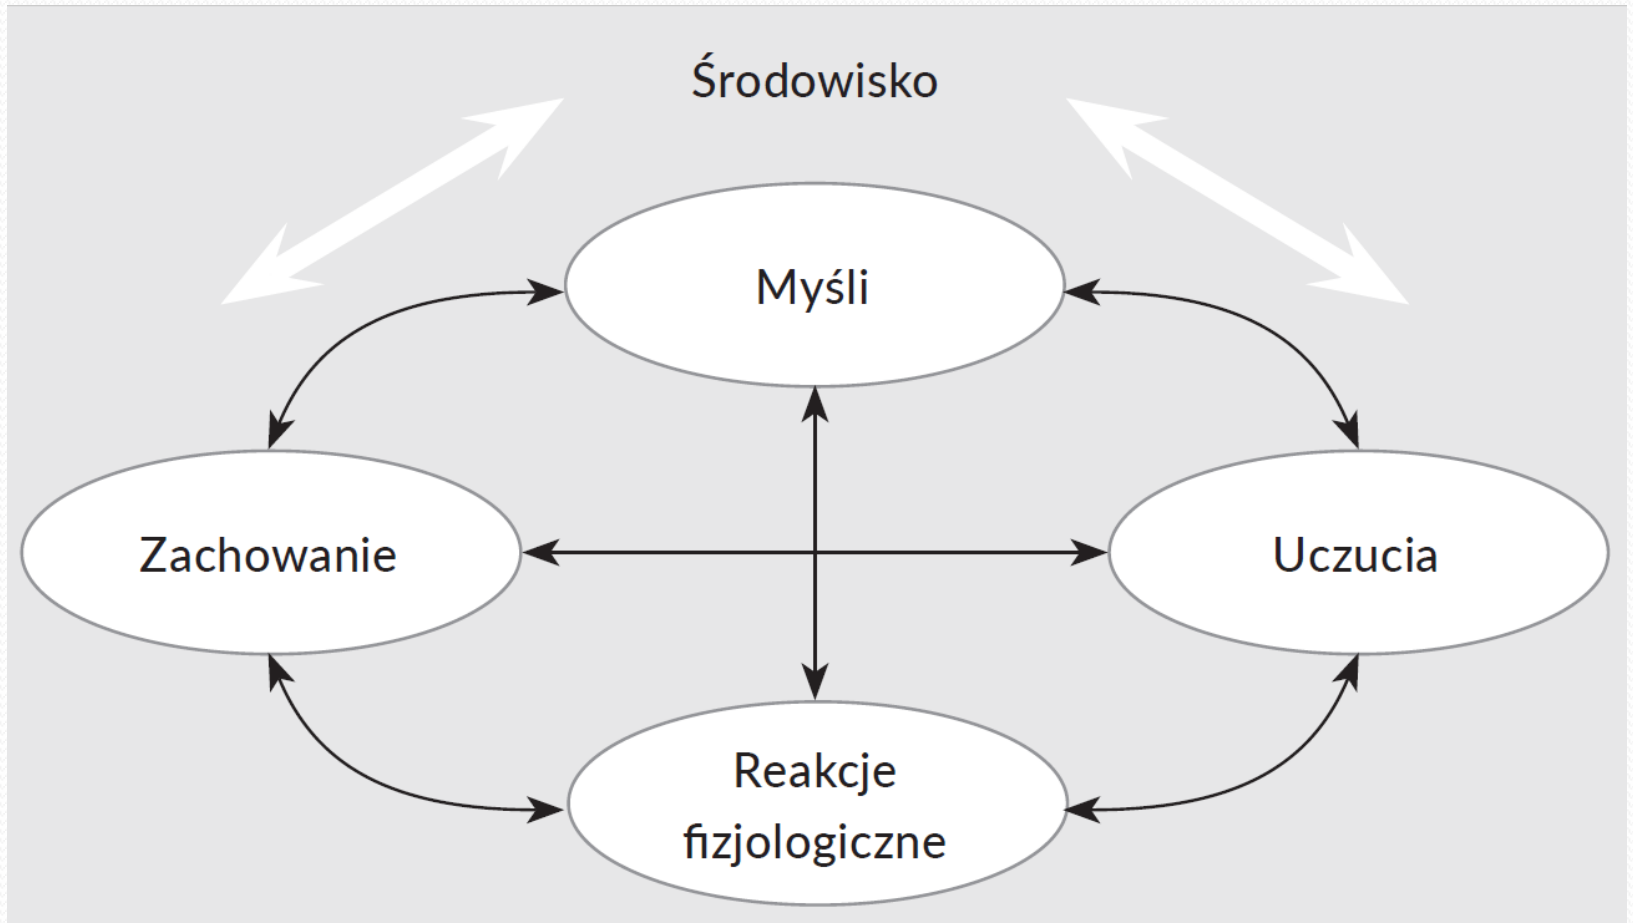 Środowisko
Myśli
Zachowanie
Uczucia
Reakcje
fizjologiczne